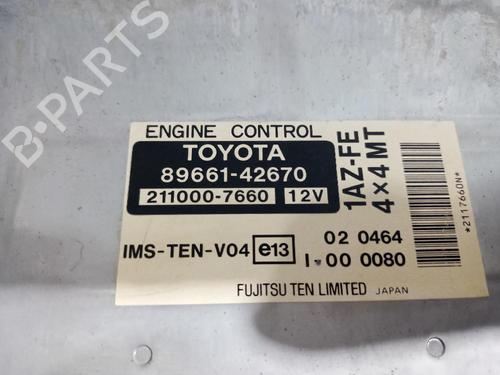 B-PARTS
ENGINE CONTROL
TOYOTA
89661-42670
211000-7660 12V
1AZ-FE
4×4 MT
*2117660N*
IMS-TEN-V04 e13
02 0464
I-00 0080
FUJITSU TEN LIMITED JAPAN